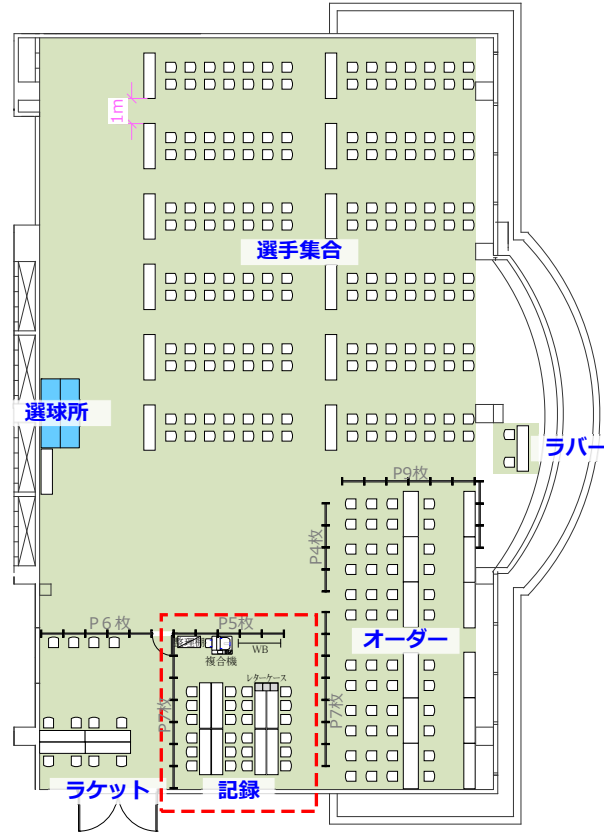 1m
選手集合
選球所
ラバー
P9枚
P4枚
オーダー
P6枚
P5枚
WB
複合機
レターケース
P7枚
P7枚
ラケット
記録